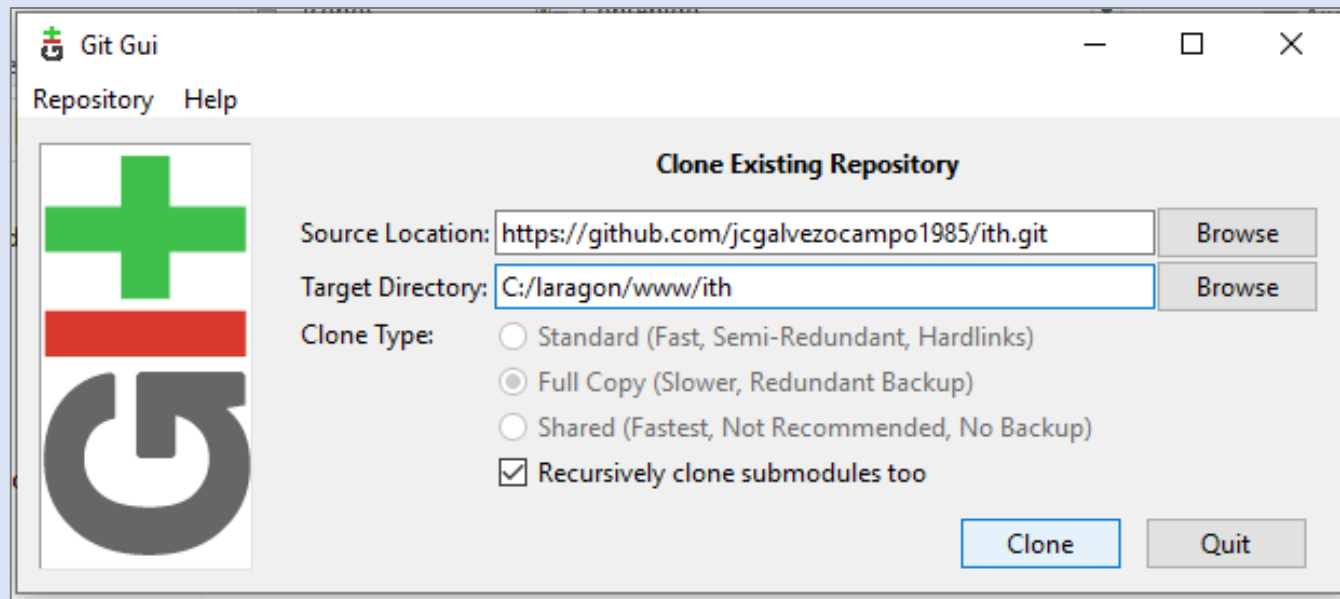 Git Gui
Repository Help
Clone Existing Repository
Source Location: https://github.com/jcgalvezocampo1985/ith.git Browse
Target Directory: C:/laragon/www/ith Browse
Clone Type: Standard (Fast, Semi-Redundant, Hardlinks)
Full Copy (Slower, Redundant Backup)
Shared (Fastest, Not Recommended, No Backup)
Recursively clone submodules too
Clone Quit
GIT